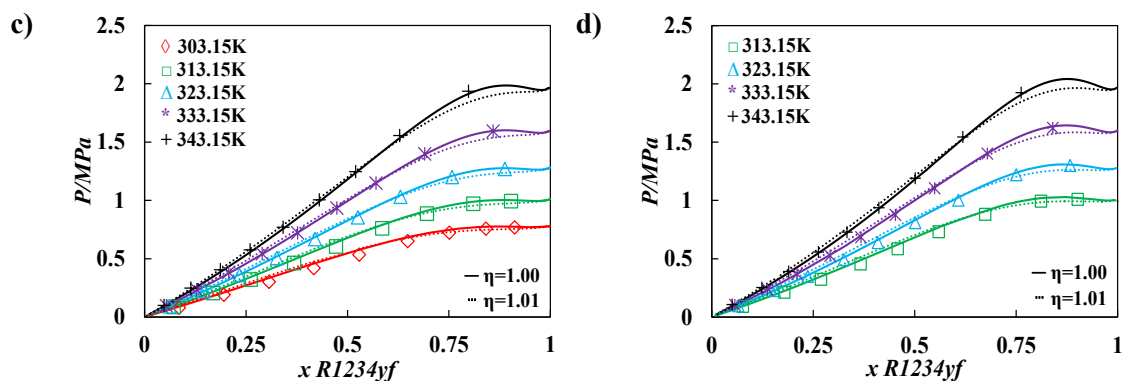 c)
2.5
2
1.5
1
0.5
0
P/MPa
303.15K
313.15K
323.15K
333.15K
343.15K
η=1.00
η=1.01
0
0.25
0.5
0.75
1
x R1234yf
d)
2.5
2
1.5
1
0.5
0
P/MPa
313.15K
323.15K
333.15K
343.15K
η=1.00
η=1.01
0
0.25
0.5
0.75
1
x R1234yf